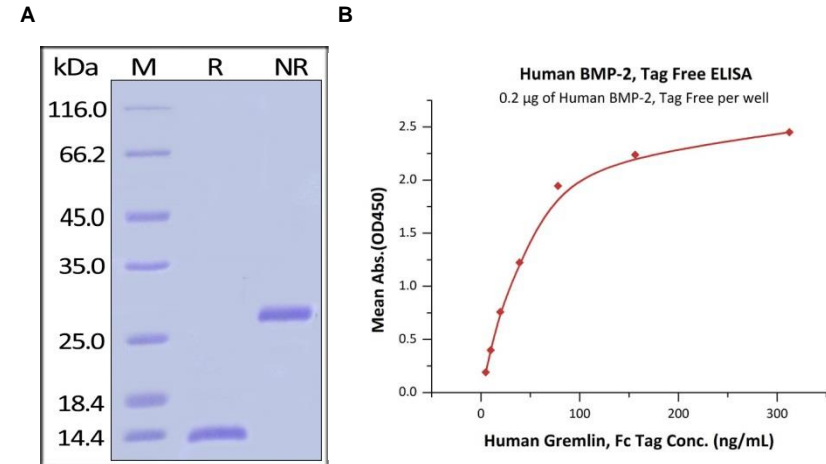 A
B
kDa M R NR
116.0
66.2
45.0
35.0
25.0
18.4
14.4
Human BMP-2, Tag Free ELISA
0.2 µg of Human BMP-2, Tag Free per well
Mean Abs.(OD450)
2.5
2.0
1.5
1.0
0.5
0.0
0 100 200 300
Human Gremlin, Fc Tag Conc. (ng/mL)